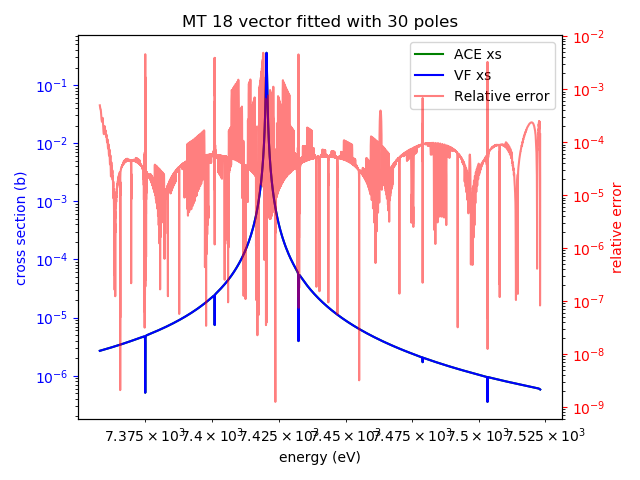 MT 18 vector fitted with 30 poles
ACE xs
VF xs
Relative error
cross section (b)
10⁻¹
10⁻²
10⁻³
10⁻⁴
10⁻⁵
10⁻⁶
relative error
10⁻²
10⁻³
10⁻⁴
10⁻⁵
10⁻⁶
10⁻⁷
10⁻⁸
10⁻⁹
7.375 × 10³ 7.4 × 10³ 7.425 × 10³ 7.45 × 10³ 7.475 × 10³ 7.5 × 10³ 7.525 × 10³
energy (eV)